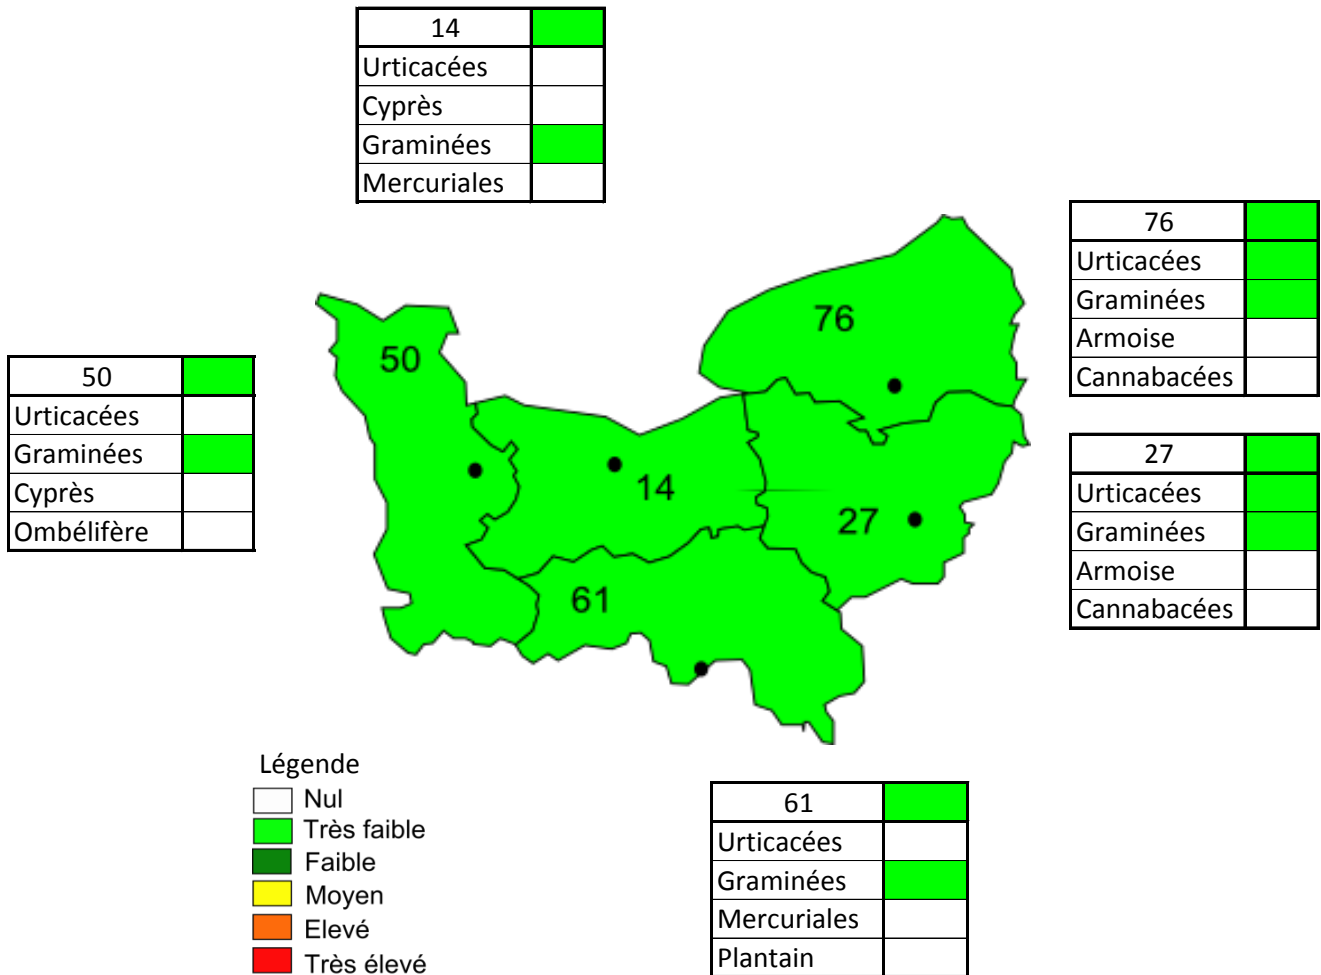 14
Urticacées
Cyprès
Graminées
Mercuriales
76
Urticacées
Graminées
Armoise
Cannabacées
50
Urticacées
Graminées
Cyprès
Ombélifère
27
Urticacées
Graminées
Armoise
Cannabacées
76
50
14
27
61
Légende
Nul
Très faible
Faible
Moyen
Elevé
Très élevé
61
Urticacées
Graminées
Mercuriales
Plantain